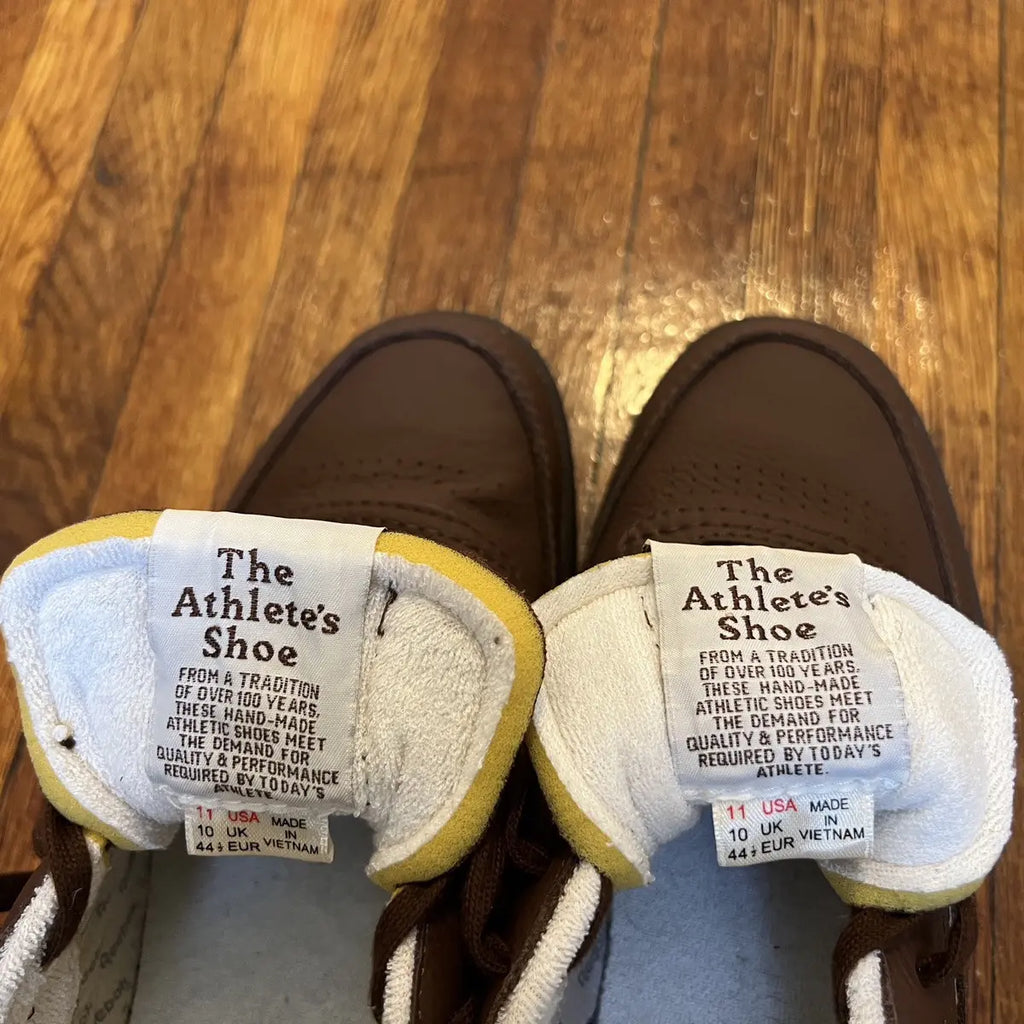 The
Athlete's
Shoe
FROM A TRADITION
OF OVER 100 YEARS,
THESE HAND-MADE
ATHLETIC SHOES MEET
THE DEMAND FOR
QUALITY & PERFORMANCE
REQUIRED BY TODAY'S
ATHLETE.
11 USA MADE
10 UK IN
44½ EUR VIETNAM
The
Athlete's
Shoe
FROM A TRADITION
OF OVER 100 YEARS,
THESE HAND-MADE
ATHLETIC SHOES MEET
THE DEMAND FOR
QUALITY & PERFORMANCE
REQUIRED BY TODAY'S
ATHLETE.
11 USA MADE
10 UK IN
44½ EUR VIETNAM